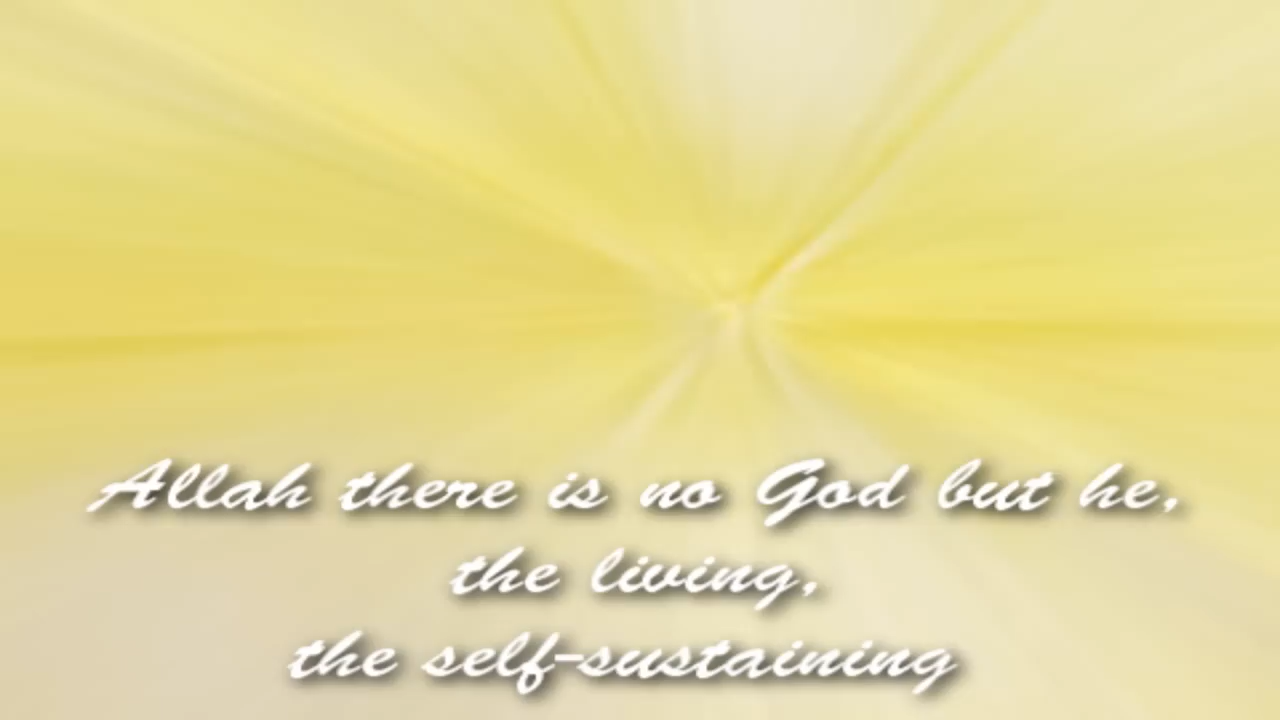 Allah there is no God but he,
the living,
the self-sustaining